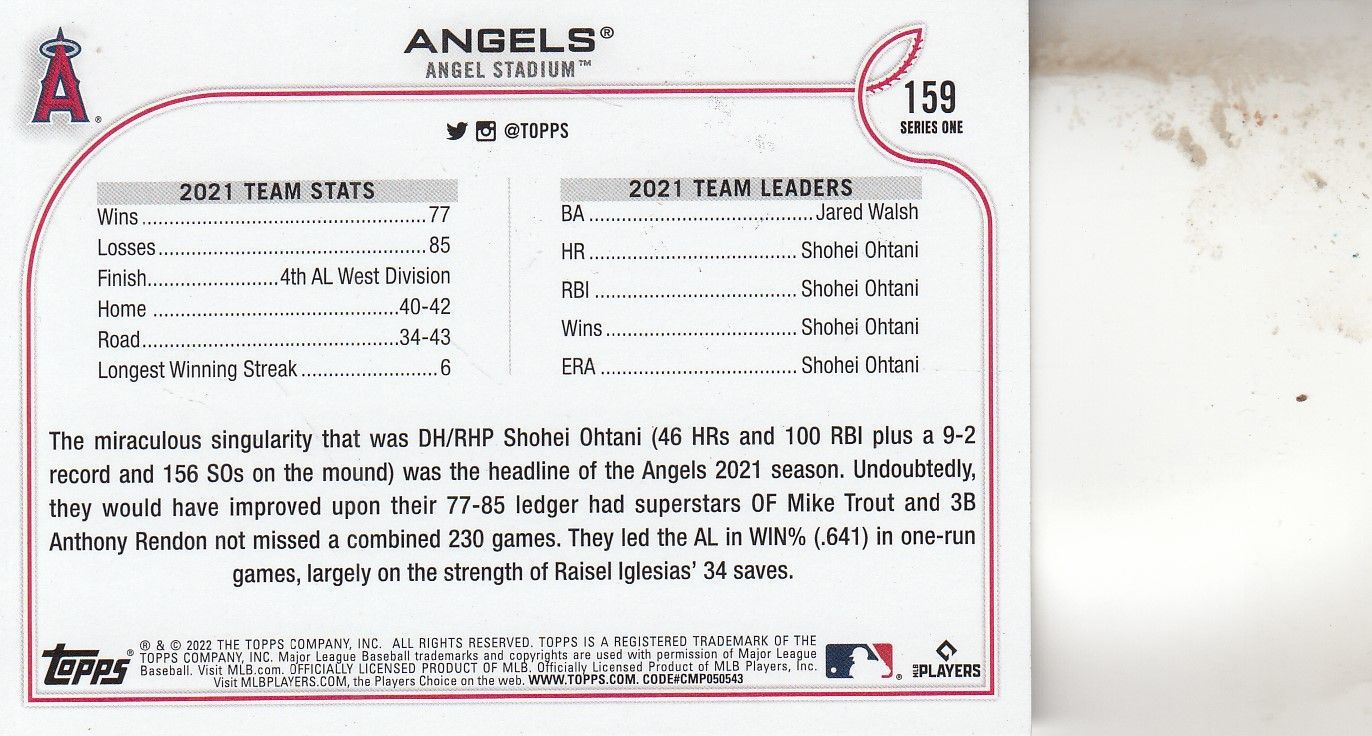 ANGELS®
ANGEL STADIUM™
159
SERIES ONE
@TOPPS
2021 TEAM STATS
Wins....................................................77
Losses.................................................85
Finish........................4th AL West Division
Home .............................................40-42
Road...............................................34-43
Longest Winning Streak.........................6
2021 TEAM LEADERS
BA .........................................Jared Walsh
HR ...................................... Shohei Ohtani
RBI ..................................... Shohei Ohtani
Wins................................... Shohei Ohtani
ERA .................................... Shohei Ohtani
The miraculous singularity that was DH/RHP Shohei Ohtani (46 HRs and 100 RBI plus a 9-2
record and 156 SOs on the mound) was the headline of the Angels 2021 season. Undoubtedly,
they would have improved upon their 77-85 ledger had superstars OF Mike Trout and 3B
Anthony Rendon not missed a combined 230 games. They led the AL in WIN% (.641) in one-run
games, largely on the strength of Raisel Iglesias' 34 saves.
topps®
® & © 2022 THE TOPPS COMPANY, INC. ALL RIGHTS RESERVED. TOPPS IS A REGISTERED TRADEMARK OF THE
TOPPS COMPANY, INC. Major League Baseball trademarks and copyrights are used with permission of Major League
Baseball. Visit MLB.com. OFFICIALLY LICENSED PRODUCT OF MLB. Officially Licensed Product of MLB Players, Inc.
Visit MLBPLAYERS.COM, the Players Choice on the web. WWW.TOPPS.COM. CODE#CMP050543
MLB PLAYERS